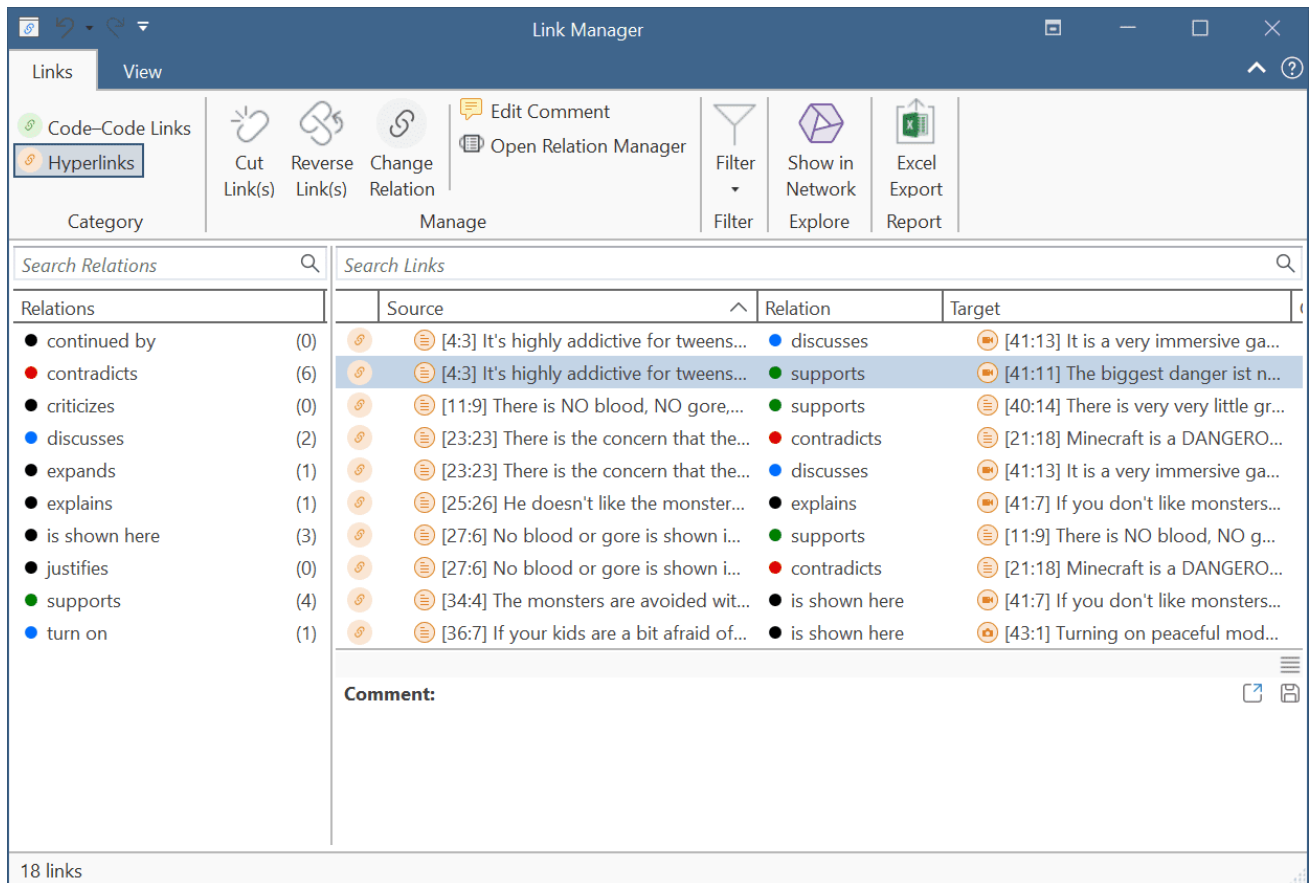 Link Manager
Links View
Code–Code Links
Hyperlinks
Category
Cut Link(s)
Reverse Link(s)
Change Relation
Edit Comment
Open Relation Manager
Manage
Filter
Filter
Show in Network
Explore
Excel Export
Report
Search Relations
Relations
continued by (0)
contradicts (6)
criticizes (0)
discusses (2)
expands (1)
explains (1)
is shown here (3)
justifies (0)
supports (4)
turn on (1)
Search Links
Source Relation Target
[4:3] It's highly addictive for tweens... discusses [41:13] It is a very immersive ga...
[4:3] It's highly addictive for tweens... supports [41:11] The biggest danger ist n...
[11:9] There is NO blood, NO gore,... supports [40:14] There is very very little gr...
[23:23] There is the concern that the... contradicts [21:18] Minecraft is a DANGERO...
[23:23] There is the concern that the... discusses [41:13] It is a very immersive ga...
[25:26] He doesn't like the monster... explains [41:7] If you don't like monsters...
[27:6] No blood or gore is shown i... supports [11:9] There is NO blood, NO g...
[27:6] No blood or gore is shown i... contradicts [21:18] Minecraft is a DANGERO...
[34:4] The monsters are avoided wit... is shown here [41:7] If you don't like monsters...
[36:7] If your kids are a bit afraid of... is shown here [43:1] Turning on peaceful mod...
Comment:
18 links